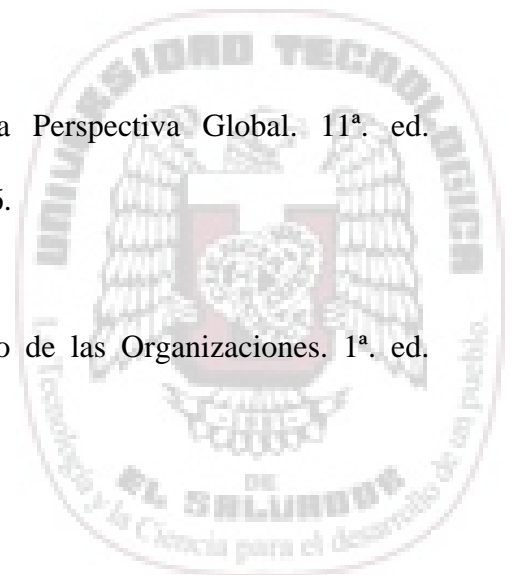 UNIVERSIDAD TECNOLOGICA
a Perspectiva Global. 11ª. ed.
6.
o de las Organizaciones. 1ª. ed.
DE
EL SALVADOR
Tecnología y la Ciencia para el desarrollo de un pueblo.